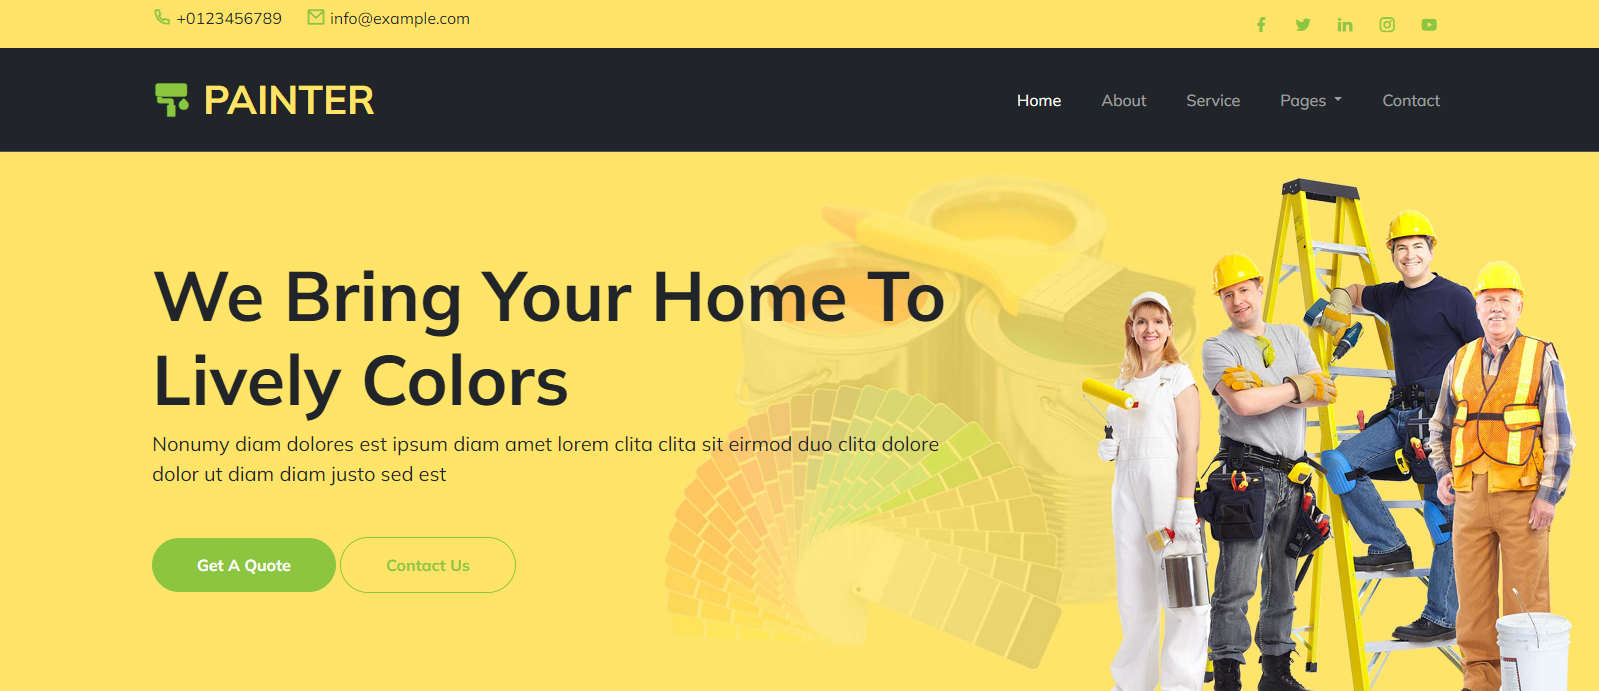 +0123456789 info@example.com
PAINTER
Home About Service Pages Contact
We Bring Your Home To
Lively Colors
Nonumy diam dolores est ipsum diam amet lorem clita clita sit eirmod duo clita dolore
dolor ut diam diam justo sed est
Get A Quote Contact Us